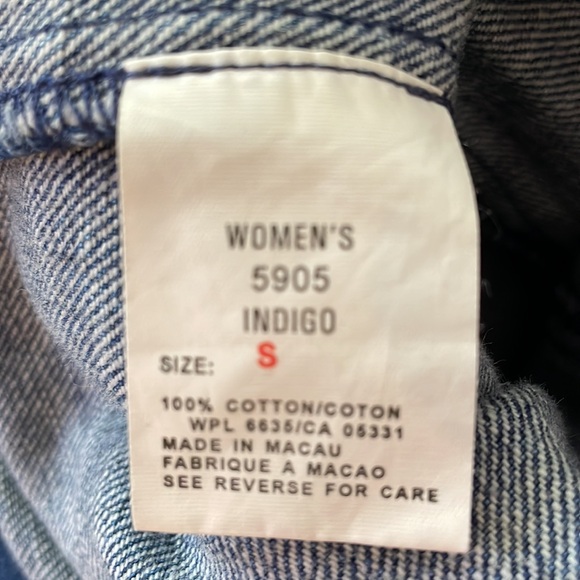 WOMEN'S
5905
INDIGO
SIZE: S
100% COTTON/COTON
WPL 6635/CA 05331
MADE IN MACAU
FABRIQUE A MACAO
SEE REVERSE FOR CARE